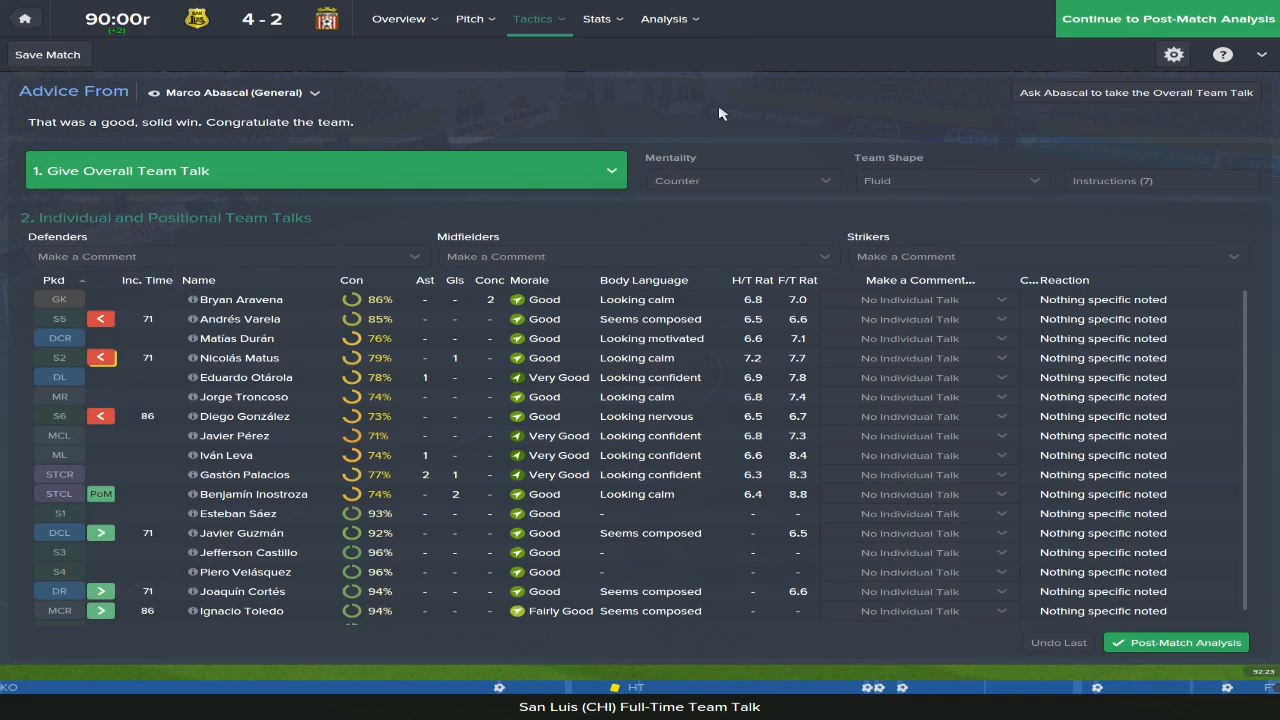 90:00r
(+2)
SAN LUIS
4 - 2
Overview
Pitch
Tactics
Stats
Analysis
Continue to Post-Match Analysis
Save Match
?
Advice From
Marco Abascal (General)
Ask Abascal to take the Overall Team Talk
That was a good, solid win. Congratulate the team.
1. Give Overall Team Talk
Mentality
Counter
Team Shape
Fluid
Instructions (7)
2. Individual and Positional Team Talks
Defenders
Midfielders
Strikers
Make a Comment
Make a Comment
Make a Comment
Pkd Inc. Time Name Con Ast Gls Conc Morale Body Language H/T Rat F/T Rat Make a Comment... C... Reaction
GK Bryan Aravena 86% - - 2 Good Looking calm 6.8 7.0 No Individual Talk Nothing specific noted
S5 < 71 Andrés Varela 85% - - - Good Seems composed 6.5 6.6 No Individual Talk Nothing specific noted
DCR Matías Durán 76% - - - Good Looking motivated 6.6 7.1 No Individual Talk Nothing specific noted
S2 < 71 Nicolás Matus 79% - 1 - Good Looking calm 7.2 7.7 No Individual Talk Nothing specific noted
DL Eduardo Otárola 78% 1 - - Very Good Looking confident 6.9 7.8 No Individual Talk Nothing specific noted
MR Jorge Troncoso 74% - - - Good Looking calm 6.8 7.4 No Individual Talk Nothing specific noted
S6 < 86 Diego González 73% - - - Good Looking nervous 6.5 6.7 No Individual Talk Nothing specific noted
MCL Javier Pérez 71% - - - Very Good Looking confident 6.8 7.3 No Individual Talk Nothing specific noted
ML Iván Leva 74% 1 - - Very Good Looking confident 6.6 8.4 No Individual Talk Nothing specific noted
STCR Gastón Palacios 77% 2 1 - Very Good Looking confident 6.3 8.3 No Individual Talk Nothing specific noted
STCL PoM Benjamín Inostroza 74% - 2 - Good Looking calm 6.4 8.8 No Individual Talk Nothing specific noted
S1 Esteban Sáez 93% - - - Good - - - No Individual Talk Nothing specific noted
DCL > 71 Javier Guzmán 92% - - - Good Seems composed - 6.5 No Individual Talk Nothing specific noted
S3 Jefferson Castillo 96% - - - Good - - - No Individual Talk Nothing specific noted
S4 Piero Velásquez 96% - - - Good - - - No Individual Talk Nothing specific noted
DR > 71 Joaquín Cortés 94% - - - Good Seems composed - 6.6 No Individual Talk Nothing specific noted
MCR > 86 Ignacio Toledo 94% - - - Fairly Good Seems composed - - No Individual Talk Nothing specific noted
Undo Last
Post-Match Analysis
92:23
KO
HT
San Luis (CHI) Full-Time Team Talk